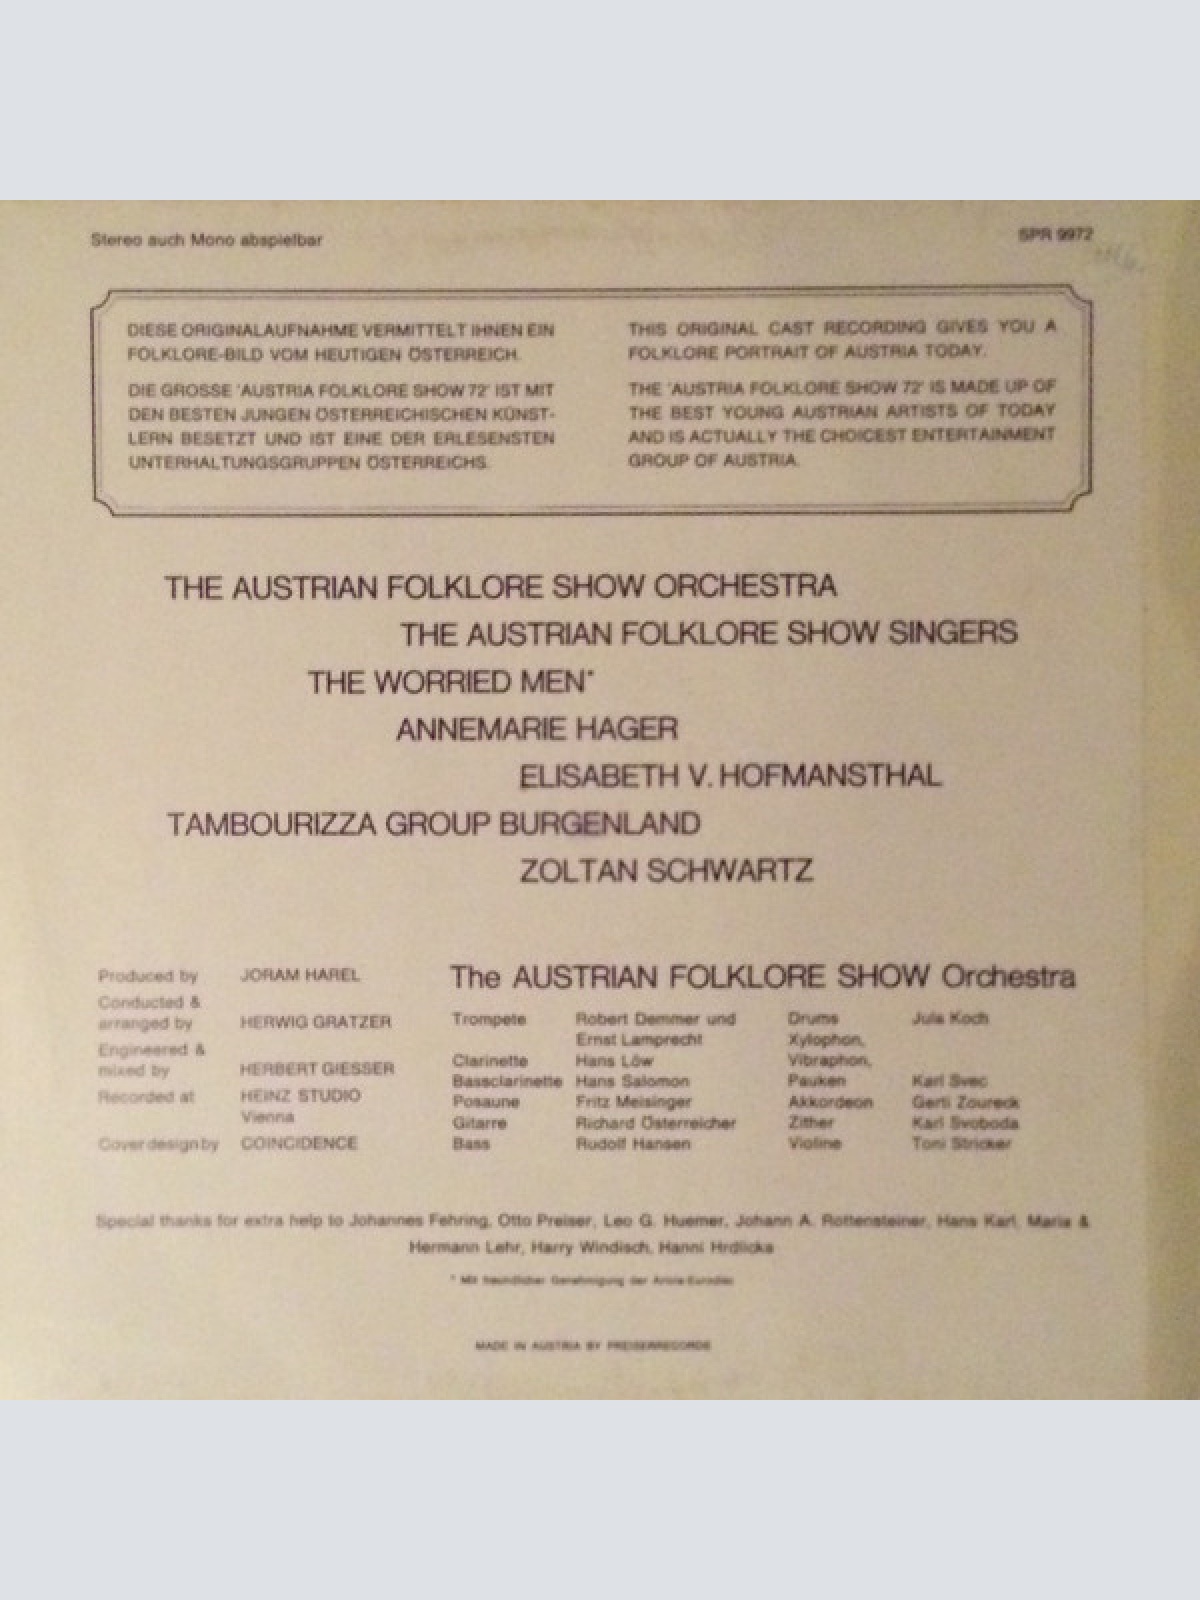 Stereo auch Mono abspielbar
SPR 9972
DIESE ORIGINALAUFNAHME VERMITTELT IHNEN EIN
FOLKLORE-BILD VOM HEUTIGEN ÖSTERREICH.
DIE GROSSE 'AUSTRIA FOLKLORE SHOW 72' IST MIT
DEN BESTEN JUNGEN ÖSTERREICHISCHEN KÜNST-
LERN BESETZT UND IST EINE DER ERLESENSTEN
UNTERHALTUNGSGRUPPEN ÖSTERREICHS.
THIS ORIGINAL CAST RECORDING GIVES YOU A
FOLKLORE PORTRAIT OF AUSTRIA TODAY.
THE 'AUSTRIA FOLKLORE SHOW 72' IS MADE UP OF
THE BEST YOUNG AUSTRIAN ARTISTS OF TODAY
AND IS ACTUALLY THE CHOICEST ENTERTAINMENT
GROUP OF AUSTRIA.
THE AUSTRIAN FOLKLORE SHOW ORCHESTRA
THE AUSTRIAN FOLKLORE SHOW SINGERS
THE WORRIED MEN*
ANNEMARIE HAGER
ELISABETH V. HOFMANSTHAL
TAMBOURIZZA GROUP BURGENLAND
ZOLTAN SCHWARTZ
Produced by JORAM HAREL
Conducted &
arranged by HERWIG GRATZER
Engineered &
mixed by HERBERT GIESSER
Recorded at HEINZ STUDIO
Vienna
Cover design by COINCIDENCE
The AUSTRIAN FOLKLORE SHOW Orchestra
Trompete Robert Demmer und
Ernst Lamprecht
Clarinette Hans Löw
Bassclarinette Hans Salomon
Posaune Fritz Meisinger
Gitarre Richard Österreicher
Bass Rudolf Hansen
Drums Jula Koch
Xylophon,
Vibraphon,
Pauken Karl Svec
Akkordeon Gerti Zoureck
Zither Karl Svoboda
Violine Toni Stricker
Special thanks for extra help to Johannes Fehring, Otto Preiser, Leo G. Huemer, Johann A. Rottensteiner, Hans Karl, Maria &
Hermann Lehr, Harry Windisch, Hanni Hrdlicka
* Mit freundlicher Genehmigung der Ariola-Eurodisc
MADE IN AUSTRIA BY PREISERRECORDS